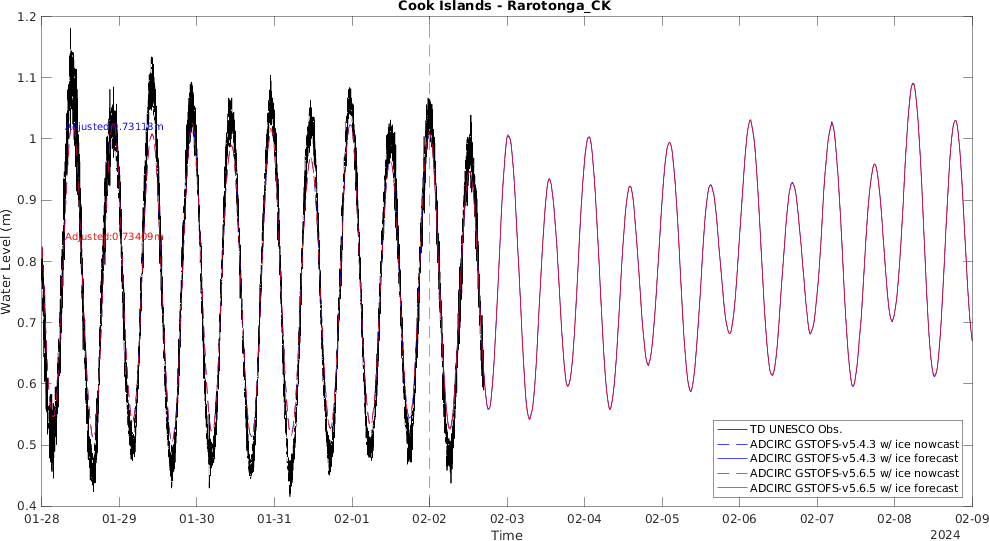 Cook Islands - Rarotonga_CK
1.2
1.1
1
0.9
0.8
0.7
0.6
0.5
0.4
Water Level (m)
Adjusted:0.73409m
TD UNESCO Obs.
ADCIRC GSTOFS-v5.4.3 w/ ice nowcast
ADCIRC GSTOFS-v5.4.3 w/ ice forecast
ADCIRC GSTOFS-v5.6.5 w/ ice nowcast
ADCIRC GSTOFS-v5.6.5 w/ ice forecast
01-28 01-29 01-30 01-31 02-01 02-02 02-03 02-04 02-05 02-06 02-07 02-08 02-09
Time
2024